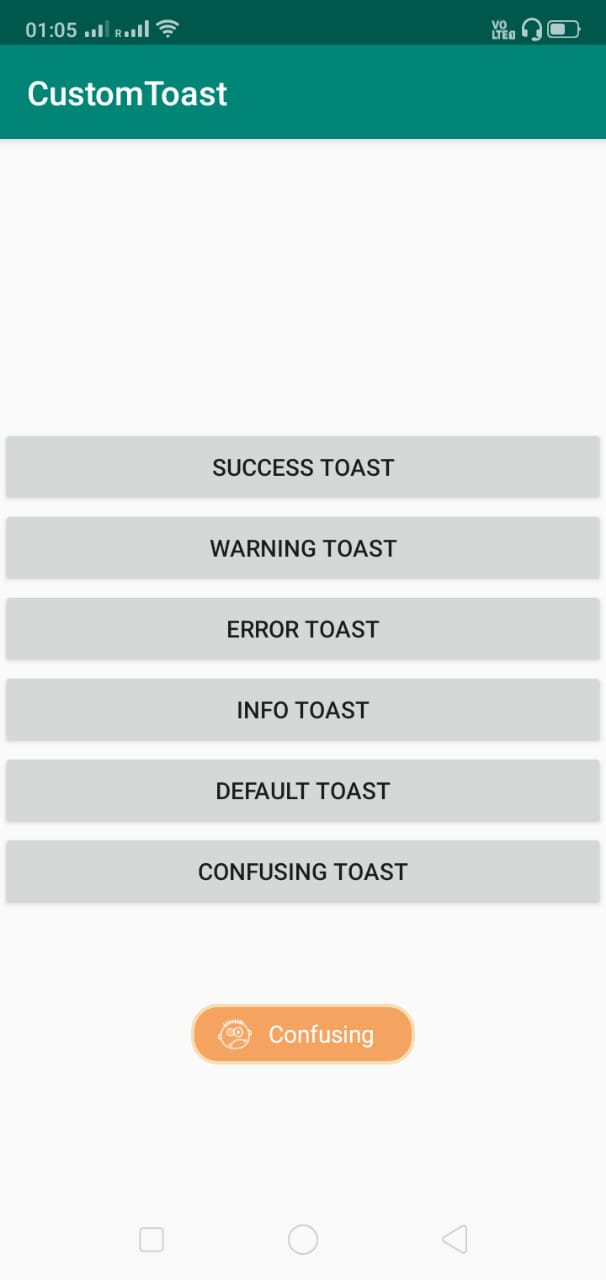 01:05 R VO LTE
CustomToast
SUCCESS TOAST
WARNING TOAST
ERROR TOAST
INFO TOAST
DEFAULT TOAST
CONFUSING TOAST
Confusing